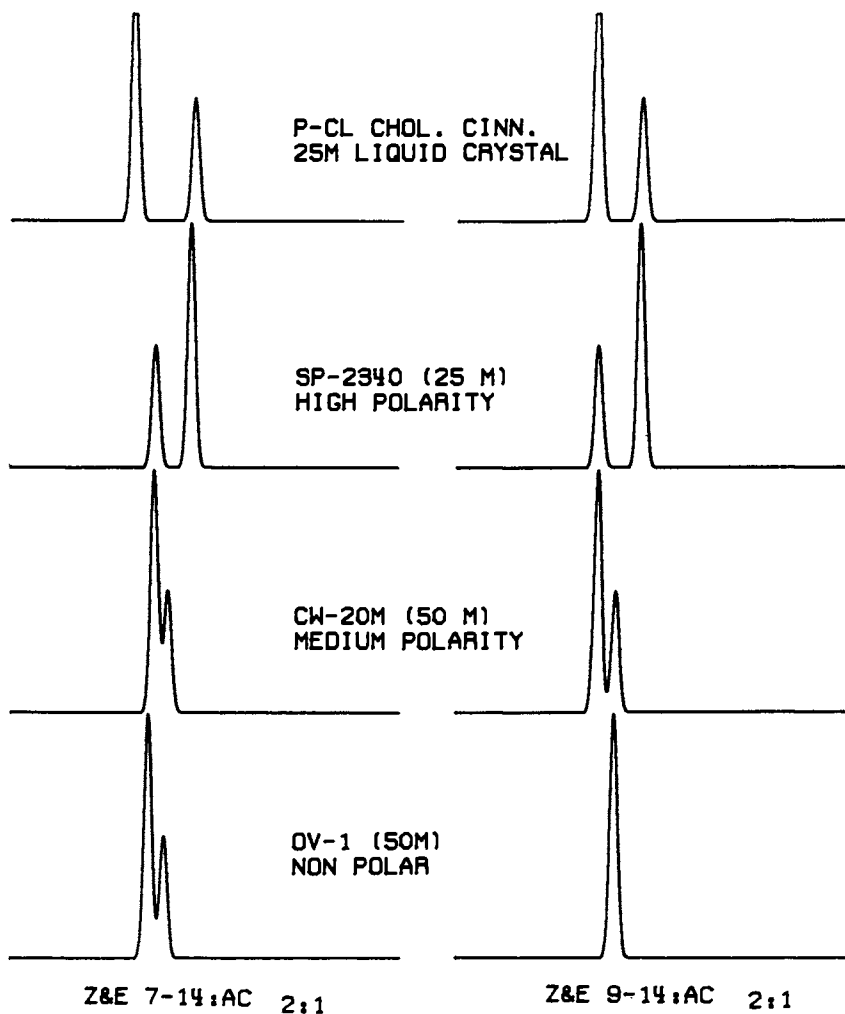 P-CL CHOL. CINN.
25M LIQUID CRYSTAL
SP-2340 (25 M)
HIGH POLARITY
CW-20M (50 M)
MEDIUM POLARITY
OV-1 (50M)
NON POLAR
Z&E 7-14:AC 2:1
Z&E 9-14:AC 2:1